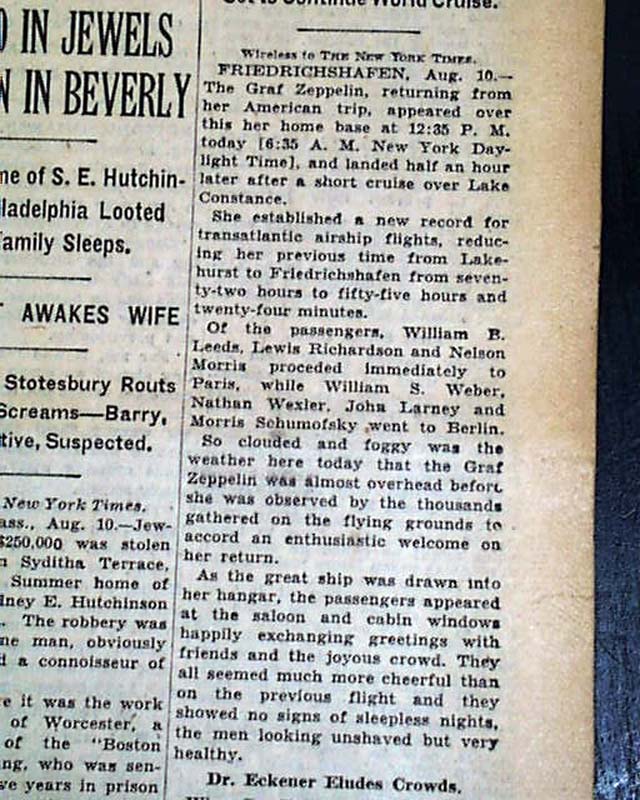 O IN JEWELS
N IN BEVERLY
me of S. E. Hutchin-
iladelphia Looted
Family Sleeps.
T AWAKES WIFE
Stotesbury Routs
Screams—Barry,
tive, Suspected.
New York Times.
ass., Aug. 10.—Jew-
$250,000 was stolen
n Syditha Terrace,
Summer home of
dney E. Hutchinson
. The robbery was
ne man, obviously
d a connoisseur of
e it was the work
of Worcester, a
of the "Boston
ng, who was sen-
ve years in prison
Set to Continue World Cruise.
Wireless to THE NEW YORK TIMES.
FRIEDRICHSHAFEN, Aug. 10.—
The Graf Zeppelin, returning from
her American trip, appeared over
this her home base at 12:35 P. M.
today [6:35 A. M. New York Day-
light Time], and landed half an hour
later after a short cruise over Lake
Constance.
She established a new record for
transatlantic airship flights, reduc-
ing her previous time from Lake-
hurst to Friedrichshafen from seven-
ty-two hours to fifty-five hours and
twenty-four minutes.
Of the passengers, William B.
Leeds, Lewis Richardson and Nelson
Morris proceded immediately to
Paris, while William S. Weber,
Nathan Wexler, John Larney and
Morris Schumofsky went to Berlin.
So clouded and foggy was the
weather here today that the Graf
Zeppelin was almost overhead before
she was observed by the thousands
gathered on the flying grounds to
accord an enthusiastic welcome on
her return.
As the great ship was drawn into
her hangar, the passengers appeared
at the saloon and cabin windows
happily exchanging greetings with
friends and the joyous crowd. They
all seemed much more cheerful than
on the previous flight and they
showed no signs of sleepless nights,
the men looking unshaved but very
healthy.
Dr. Eckener Eludes Crowds.